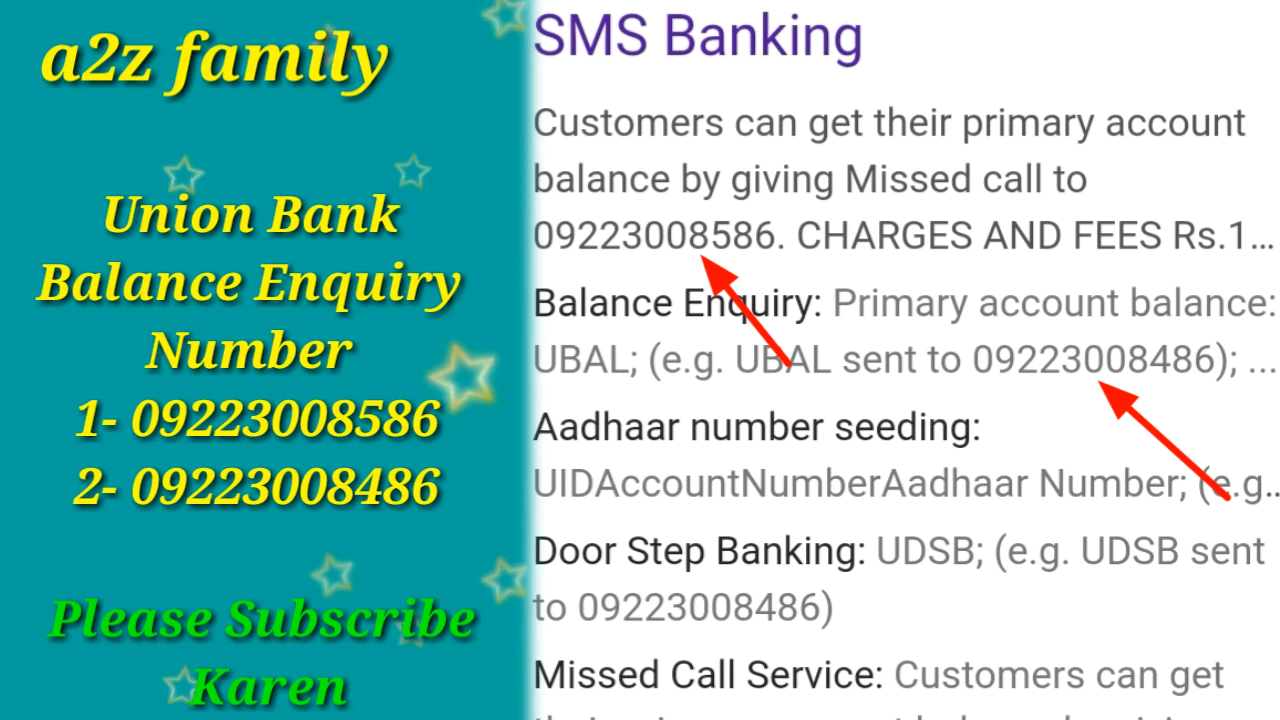 a2z family
Union Bank
Balance Enquiry
Number
1- 09223008586
2- 09223008486
Please Subscribe
Karen
SMS Banking
Customers can get their primary account
balance by giving Missed call to
09223008586. CHARGES AND FEES Rs.1...
Balance Enquiry: Primary account balance:
UBAL; (e.g. UBAL sent to 09223008486); ...
Aadhaar number seeding:
UIDAccountNumberAadhaar Number; (e.g...
Door Step Banking: UDSB; (e.g. UDSB sent
to 09223008486)
Missed Call Service: Customers can get